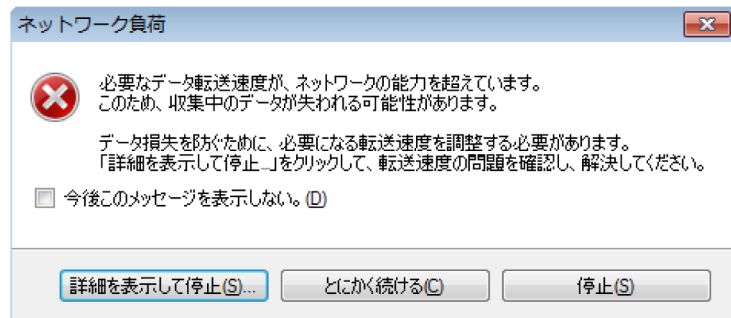 ネットワーク負荷
必要なデータ転送速度が、ネットワークの能力を超えています。
このため、収集中のデータが失われる可能性があります。
データ損失を防ぐために、必要になる転送速度を調整する必要があります。
「詳細を表示して停止...」をクリックして、転送速度の問題を確認し、解決してください。
今後このメッセージを表示しない。(D)
詳細を表示して停止(S)... とにかく続ける(C) 停止(S)